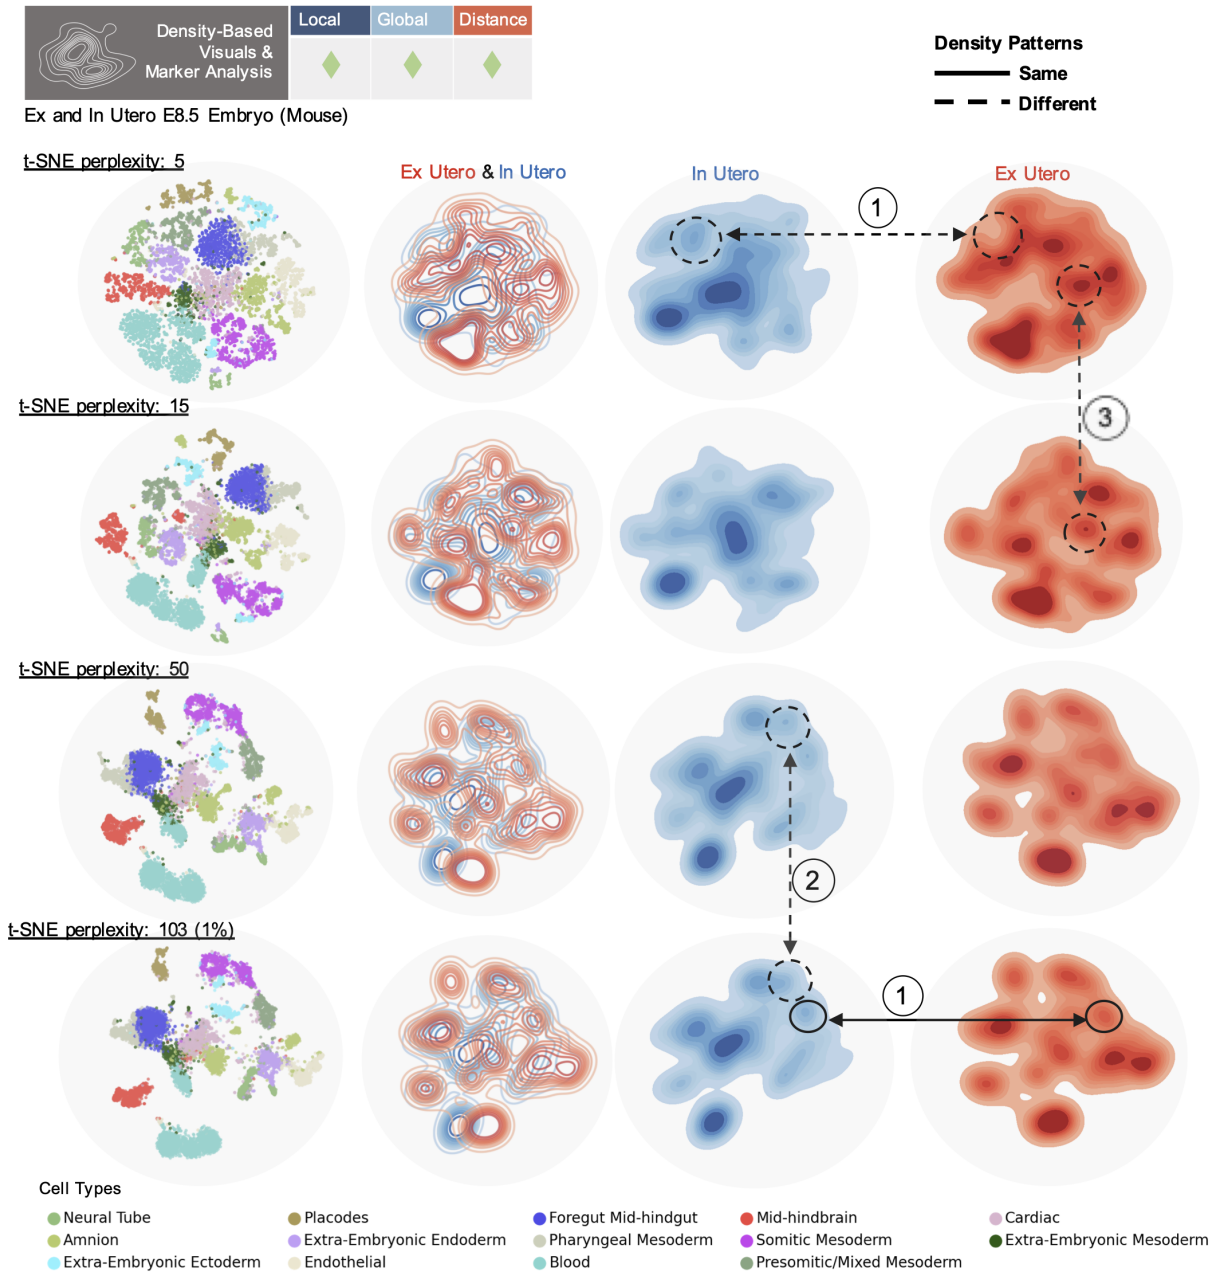 Density-Based
Visuals &
Marker Analysis
Local
Global
Distance
Density Patterns
Same
Different
Ex and In Utero E8.5 Embryo (Mouse)
t-SNE perplexity: 5
Ex Utero & In Utero
In Utero
Ex Utero
1
3
t-SNE perplexity: 15
t-SNE perplexity: 50
2
t-SNE perplexity: 103 (1%)
1
Cell Types
Neural Tube
Placodes
Foregut Mid-hindgut
Mid-hindbrain
Cardiac
Amnion
Extra-Embryonic Endoderm
Pharyngeal Mesoderm
Somitic Mesoderm
Extra-Embryonic Mesoderm
Extra-Embryonic Ectoderm
Endothelial
Blood
Presomitic/Mixed Mesoderm